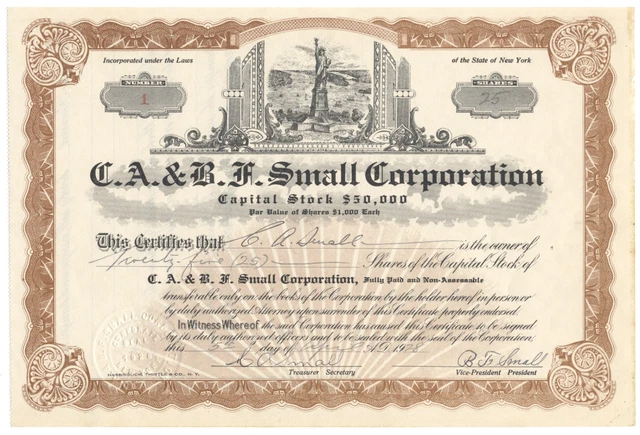 Incorporated under the Laws
of the State of New York
NUMBER
1
SHARES
25
C. A. & B. F. Small Corporation
Capital Stock $50,000
Par Value of Shares $1,000 Each
This Certifies that C. A. Small is the owner of
Twenty five (25) Shares of the Capital Stock of
C. A. & B. F. Small Corporation, Fully Paid and Non-Assessable
transferable only on the books of the Corporation by the holder hereof in person or
by duly authorized Attorney upon surrender of this Certificate properly endorsed.
In Witness Whereof the said Corporation has caused this Certificate to be signed
by its duly authorized officers and to be sealed with the seal of the Corporation,
this day of A.D. 1928
C A Small
B F Small
Treasurer Secretary
Vice-President President